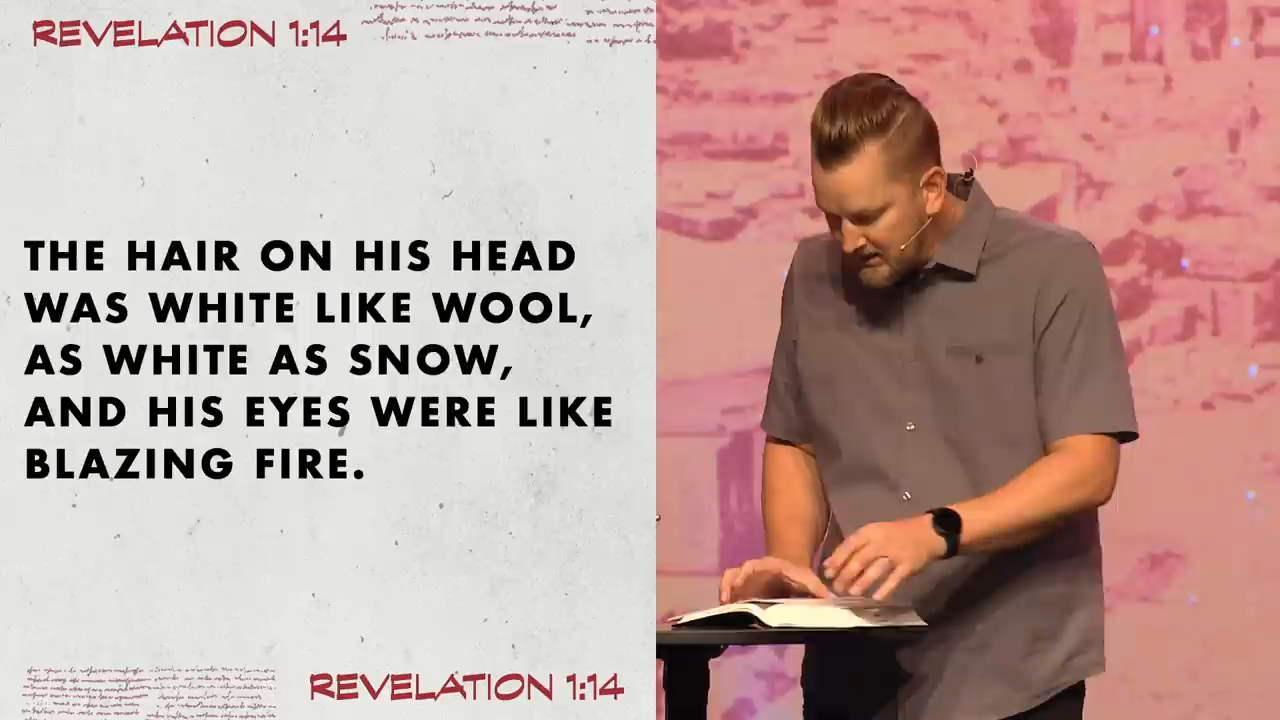 REVELATION 1:14
THE HAIR ON HIS HEAD
WAS WHITE LIKE WOOL,
AS WHITE AS SNOW,
AND HIS EYES WERE LIKE
BLAZING FIRE.
REVELATION 1:14